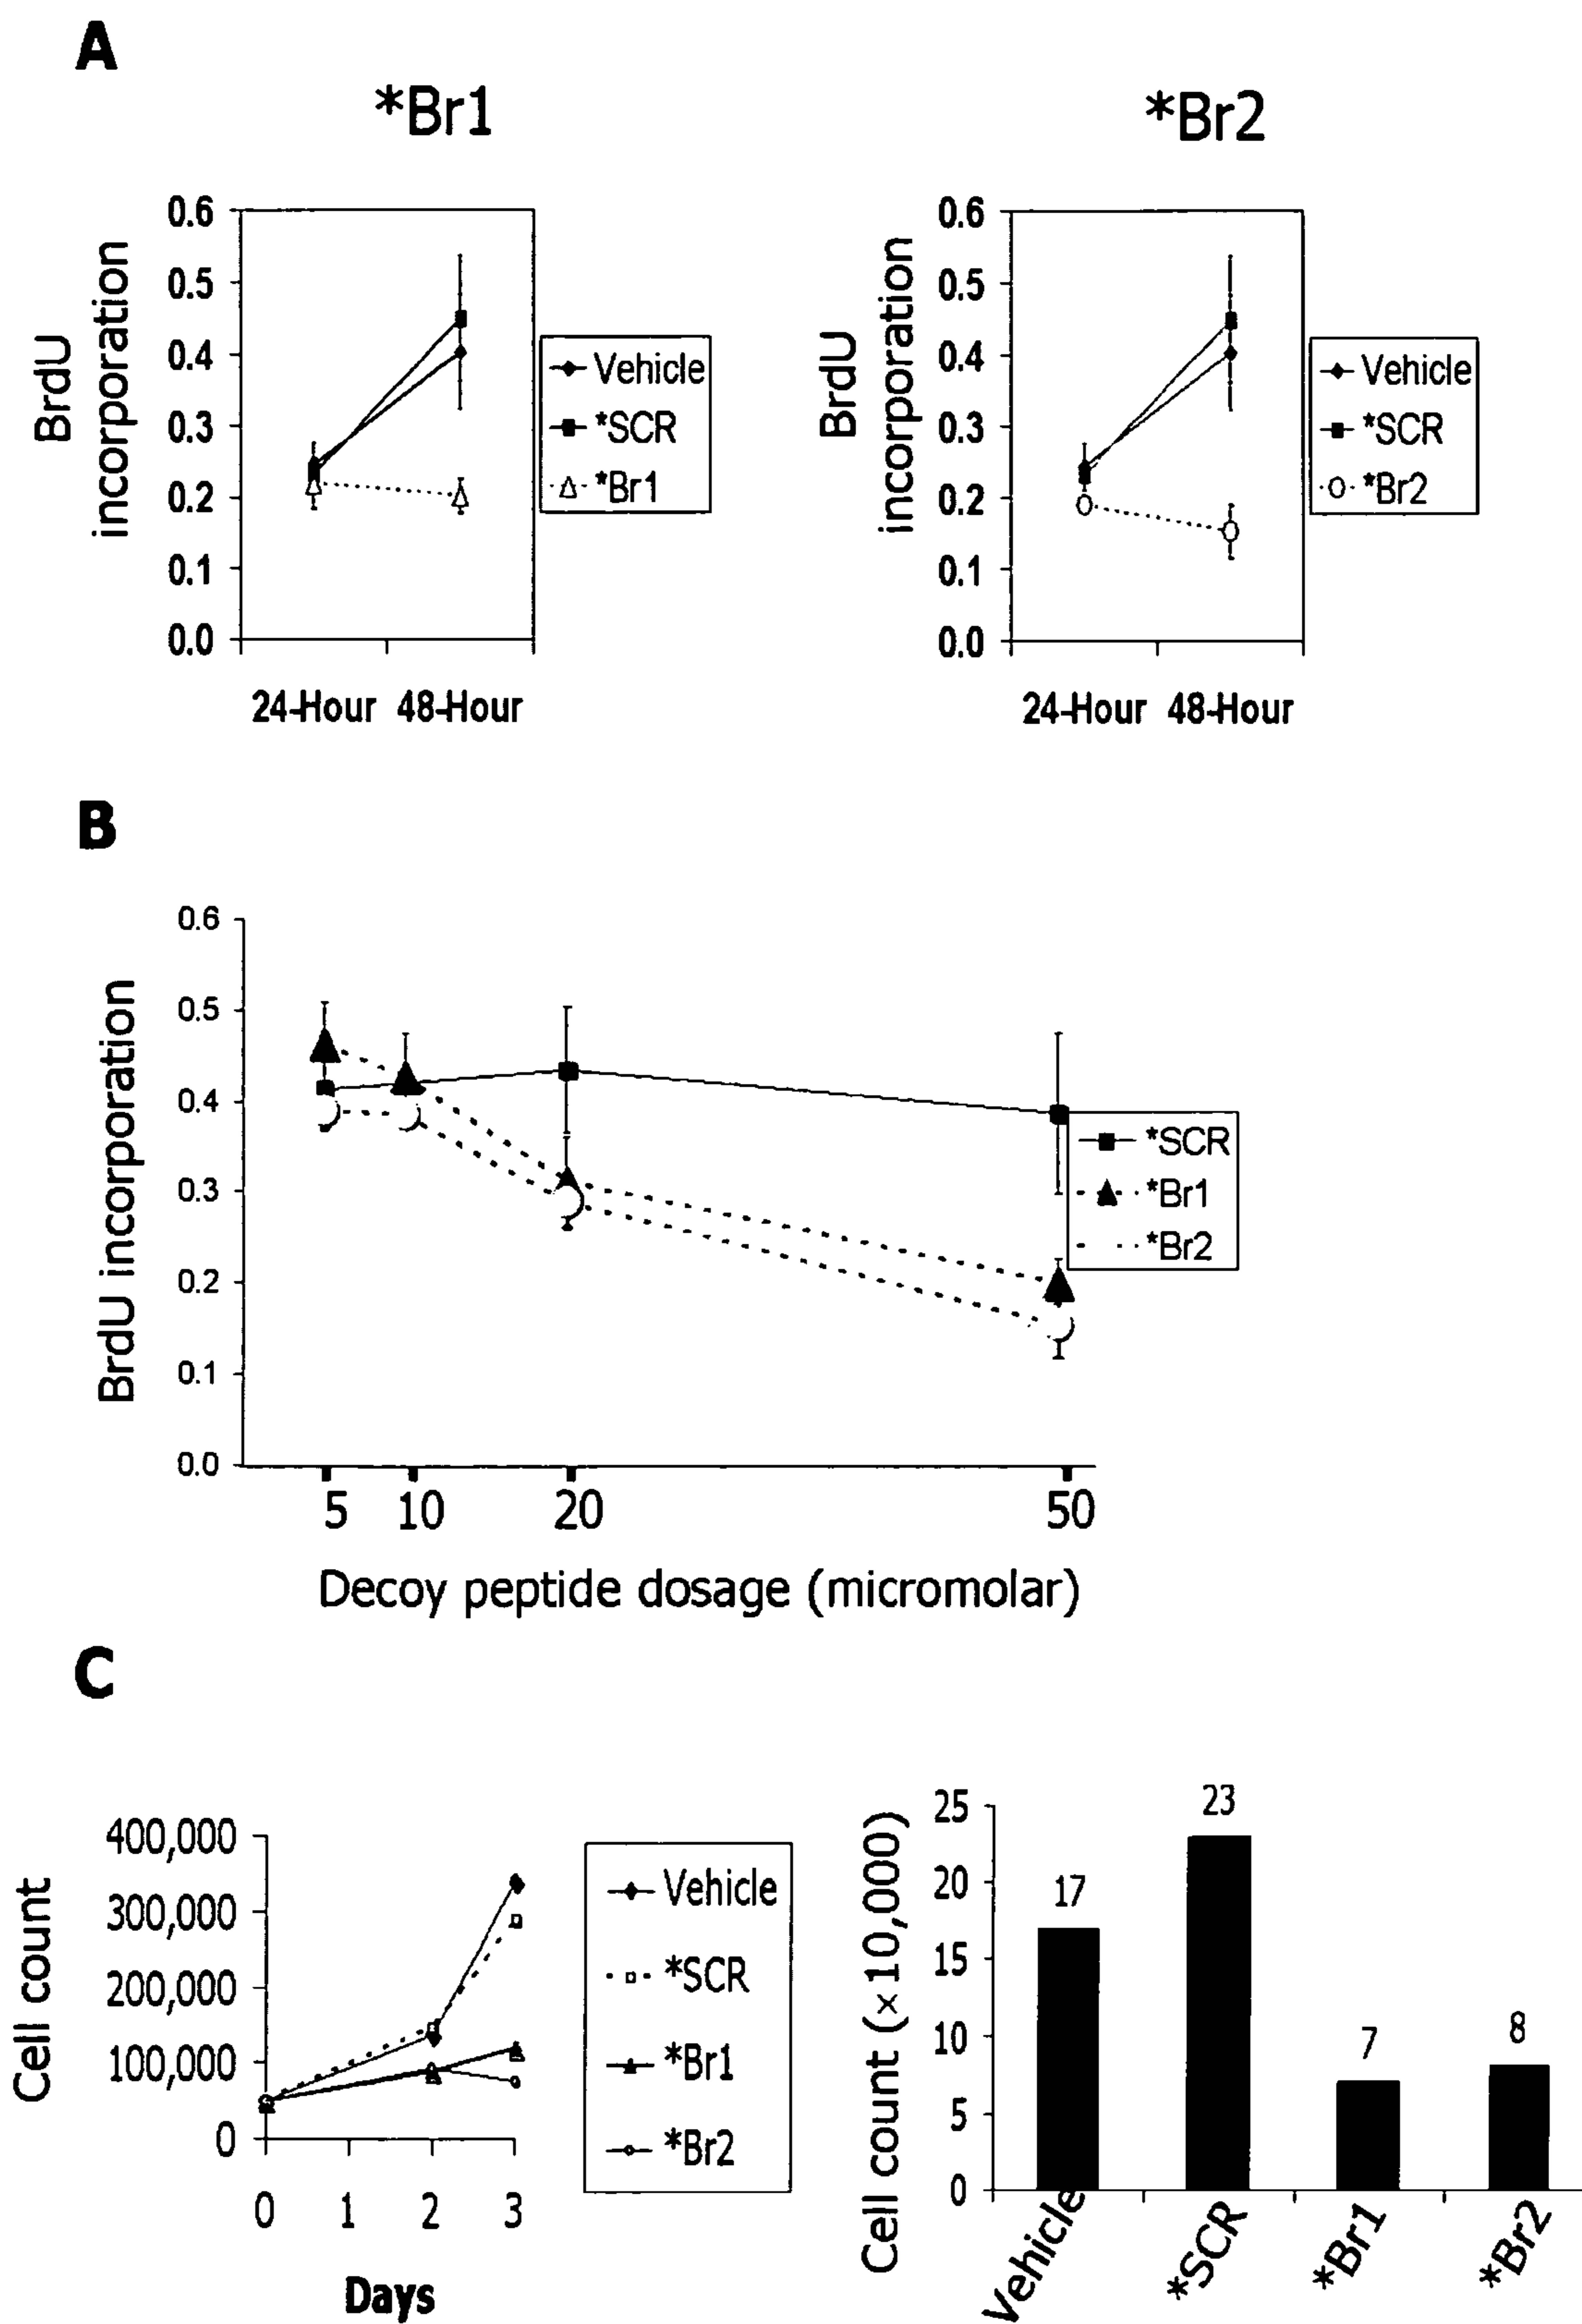 A
*Br1
*Br2
BrdU
incorporation
0.6
0.5
0.4
0.3
0.2
0.1
0.0
24-Hour 48-Hour
Vehicle
*SCR
*Br1
BrdU
incorporation
0.6
0.5
0.4
0.3
0.2
0.1
0.0
24-Hour 48-Hour
Vehicle
*SCR
*Br2
B
BrdU incorporation
0.6
0.5
0.4
0.3
0.2
0.1
0.0
5 10 20 50
Decoy peptide dosage (micromolar)
*SCR
*Br1
*Br2
C
Cell count
400,000
300,000
200,000
100,000
0
0 1 2 3
Days
Vehicle
*SCR
*Br1
*Br2
Cell count (×10,000)
25
20
15
10
5
0
17
23
7
8
Vehicle
*SCR
*Br1
*Br2